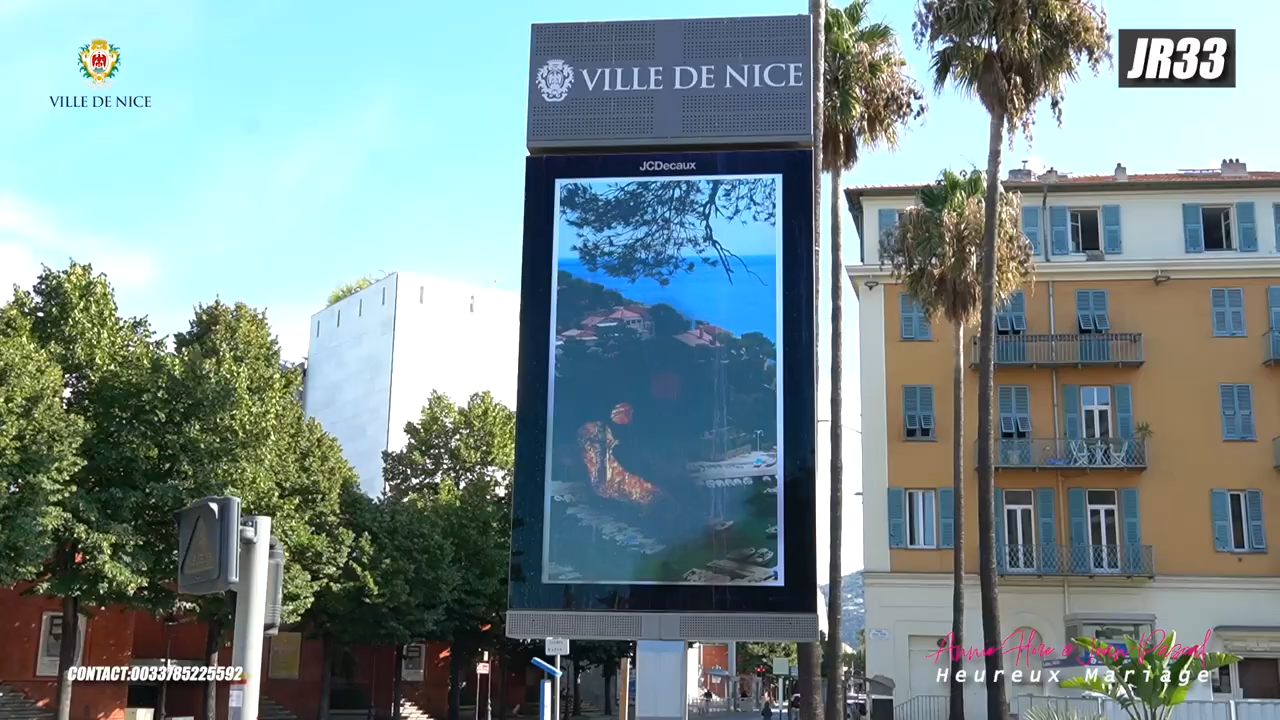 VILLE DE NICE
VILLE DE NICE
JR33
JCDecaux
CONTACT:0033785225592
Heureux Mariage